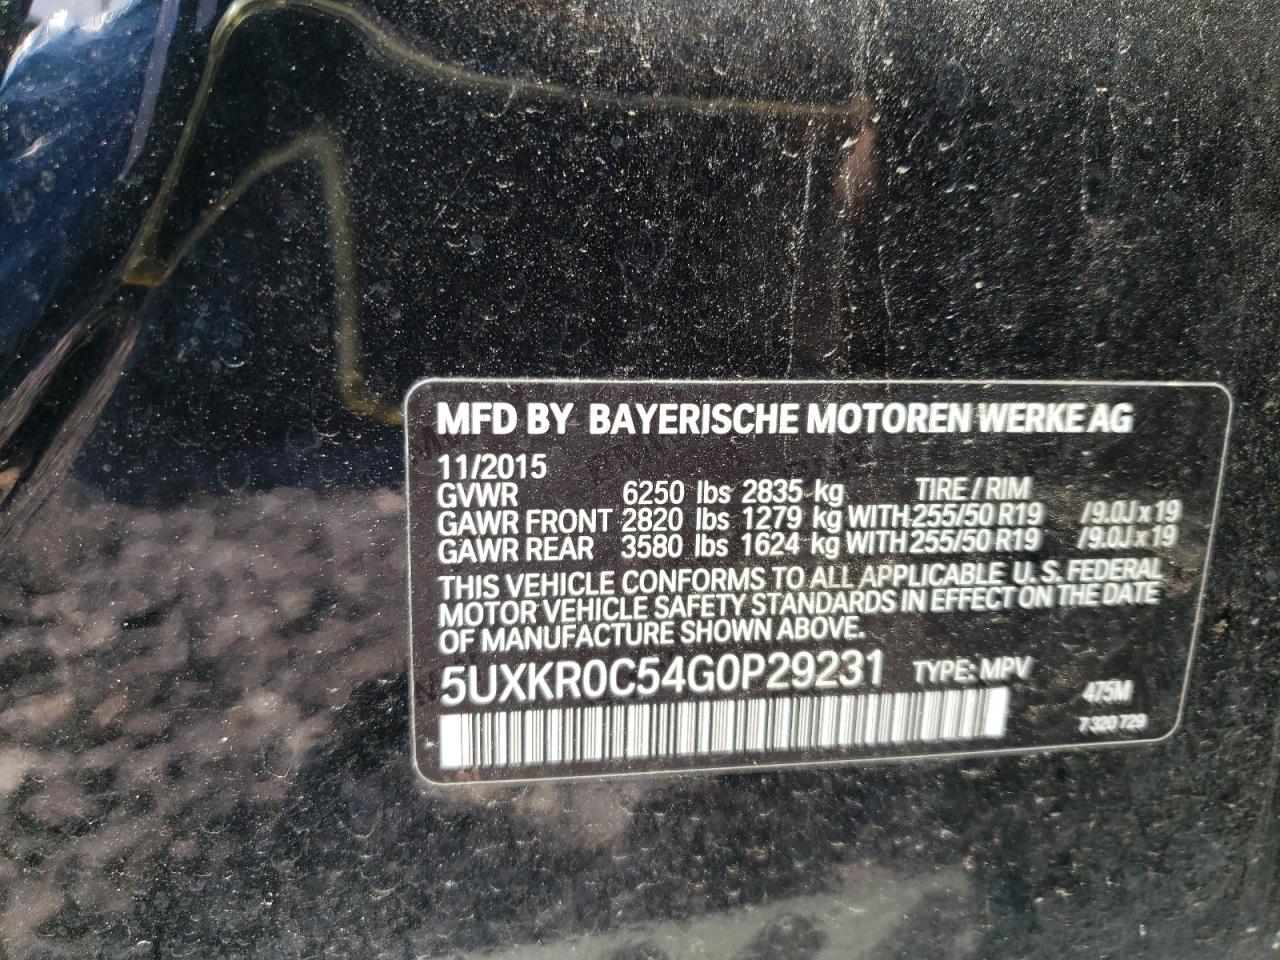 MFD BY BAYERISCHE MOTOREN WERKE AG
11/2015
GVWR 6250 lbs 2835 kg TIRE / RIM
GAWR FRONT 2820 lbs 1279 kg WITH 255/50 R19 /9.0J x 19
GAWR REAR 3580 lbs 1624 kg WITH 255/50 R19 /9.0J x 19
THIS VEHICLE CONFORMS TO ALL APPLICABLE U.S. FEDERAL
MOTOR VEHICLE SAFETY STANDARDS IN EFFECT ON THE DATE
OF MANUFACTURE SHOWN ABOVE.
5UXKR0C54G0P29231 TYPE: MPV
475M
7 320 729